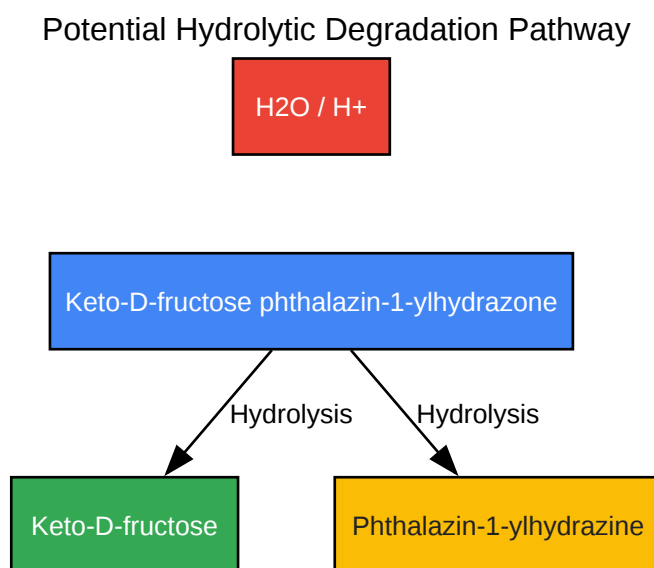 Potential Hydrolytic Degradation Pathway
H2O / H+
Keto-D-fructose phthalazin-1-ylhydrazone
Hydrolysis
Hydrolysis
Keto-D-fructose
Phthalazin-1-ylhydrazine